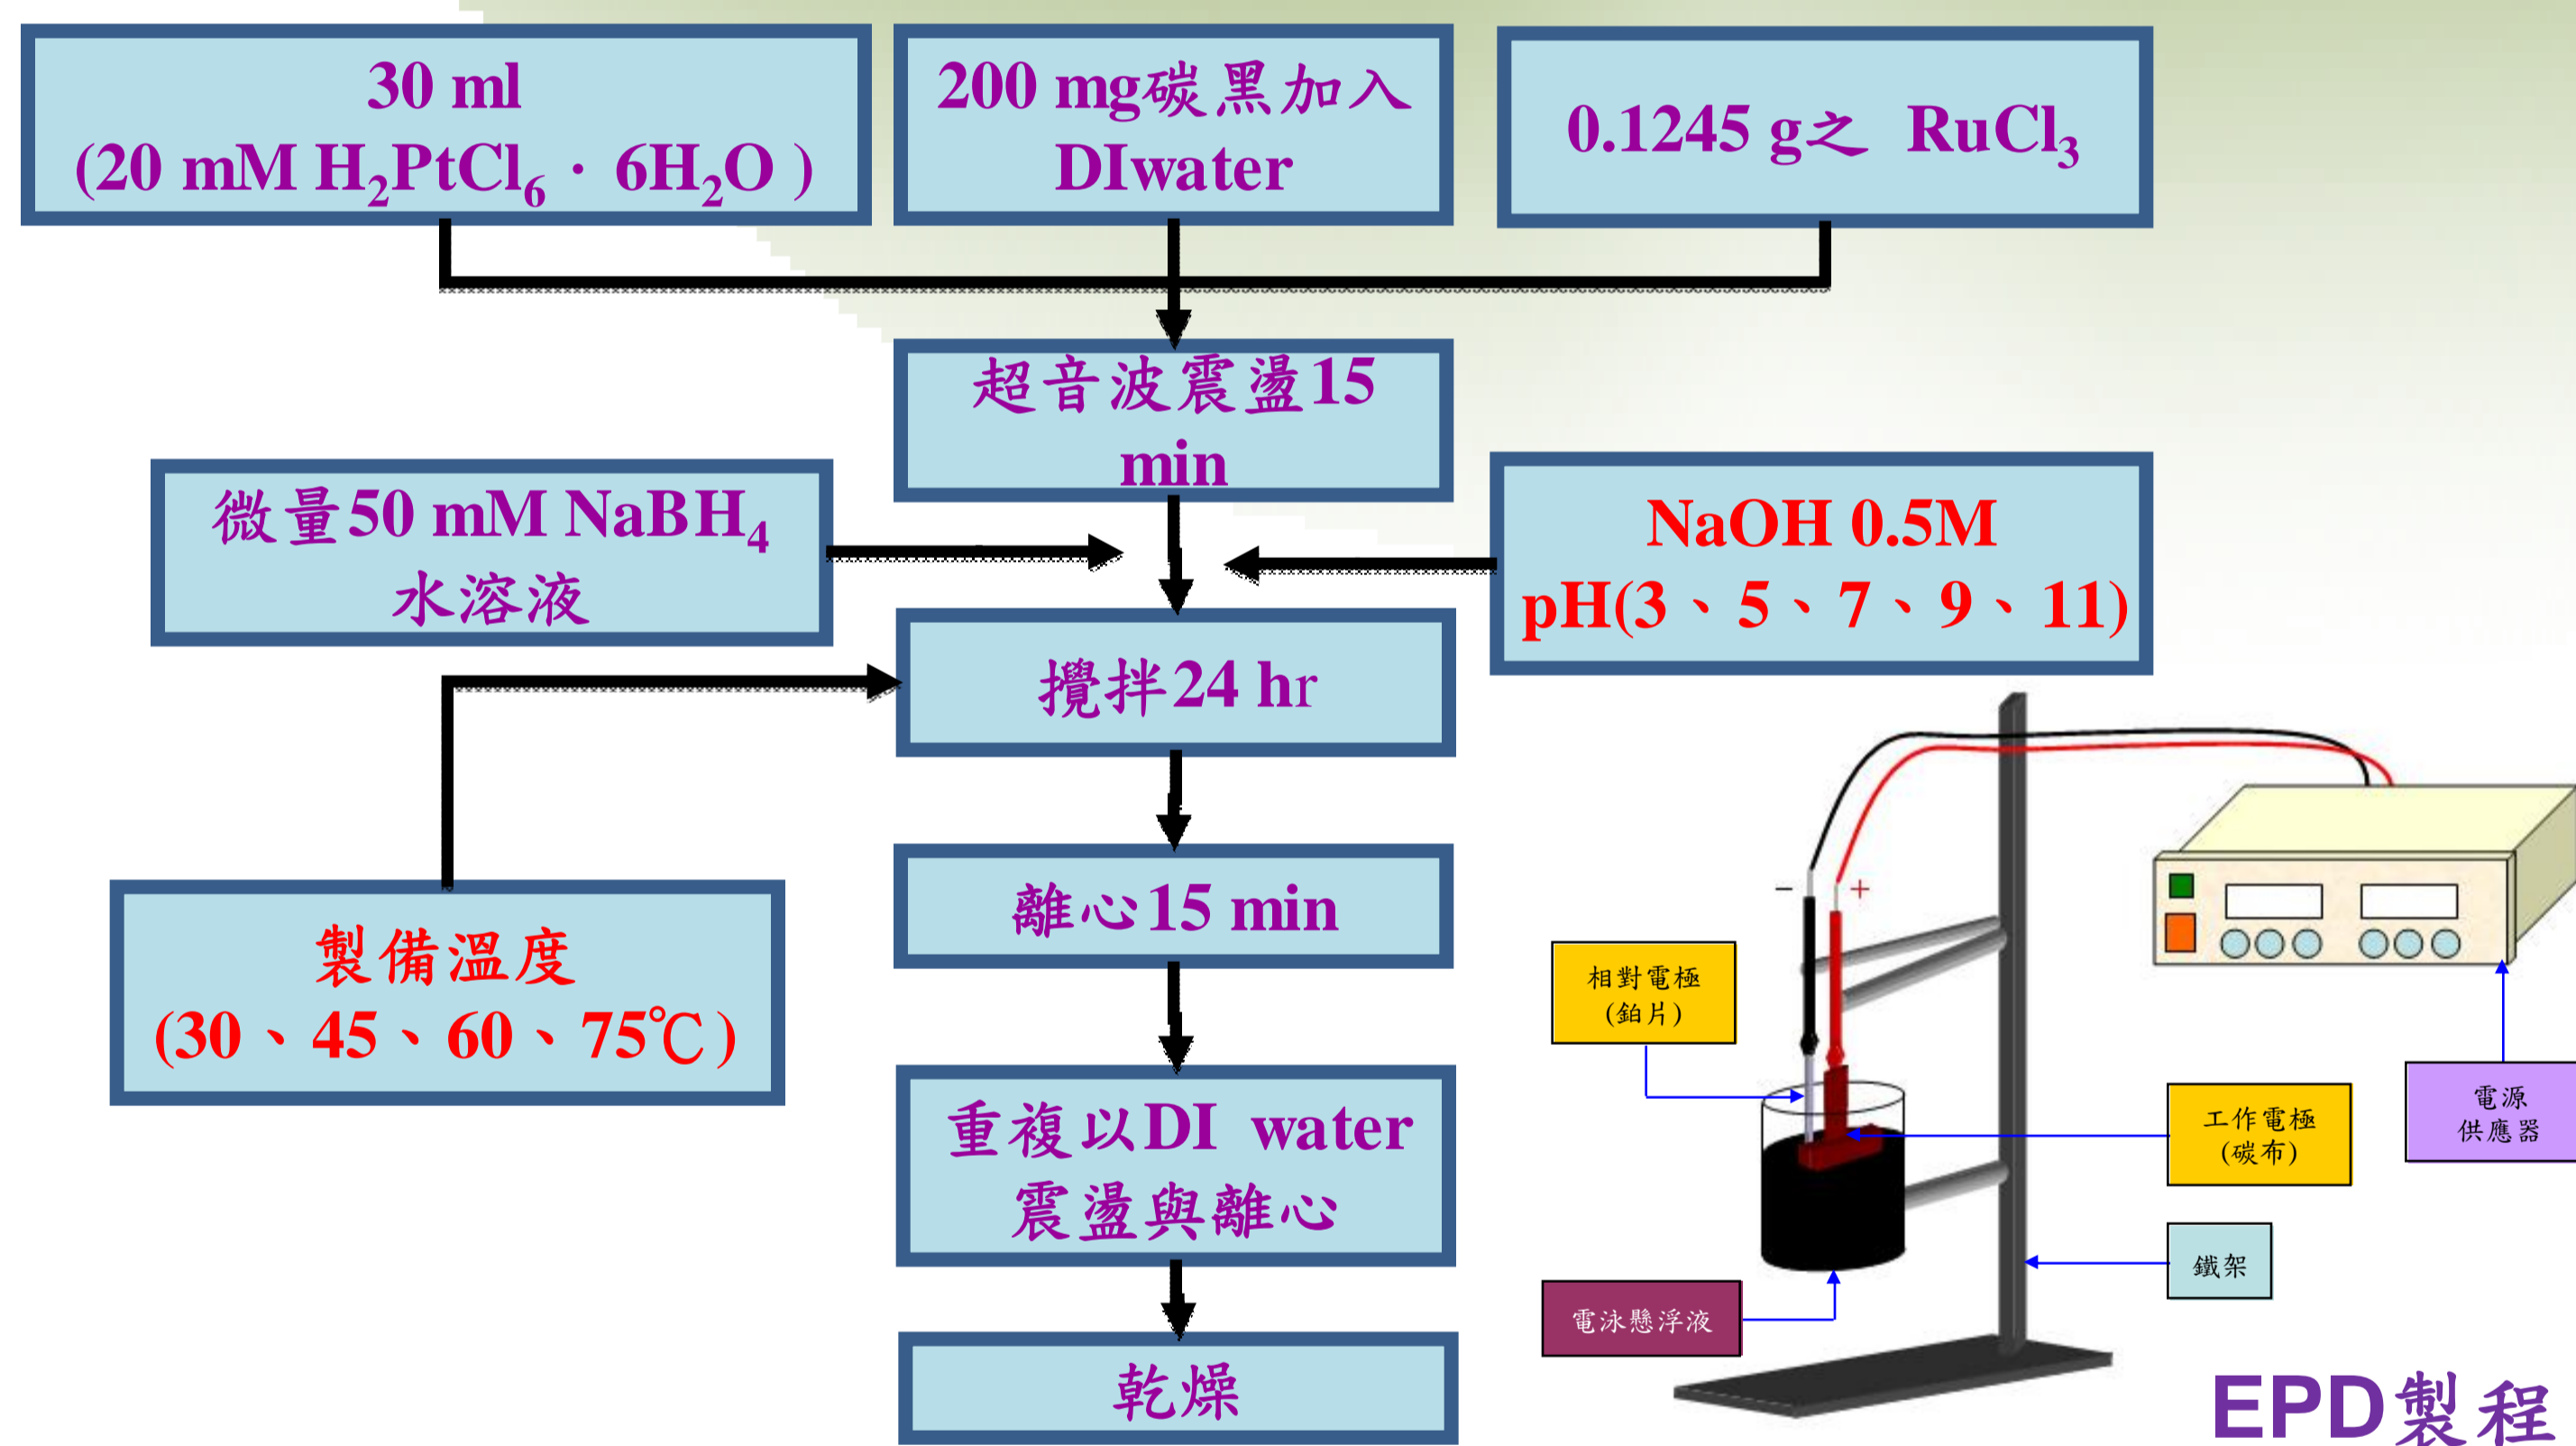 30 ml
(20 mM H₂PtCl₆ · 6H₂O )
200 mg碳黑加入
DIwater
0.1245 g之 RuCl₃
超音波震盪15
min
微量50 mM NaBH₄
水溶液
NaOH 0.5M
pH(3、5、7、9、11)
攪拌24 hr
製備溫度
(30、45、60、75℃)
離心15 min
重複以DI water
震盪與離心
乾燥
− +
相對電極
(鉑片)
電源
供應器
工作電極
(碳布)
鐵架
電泳懸浮液
EPD製程